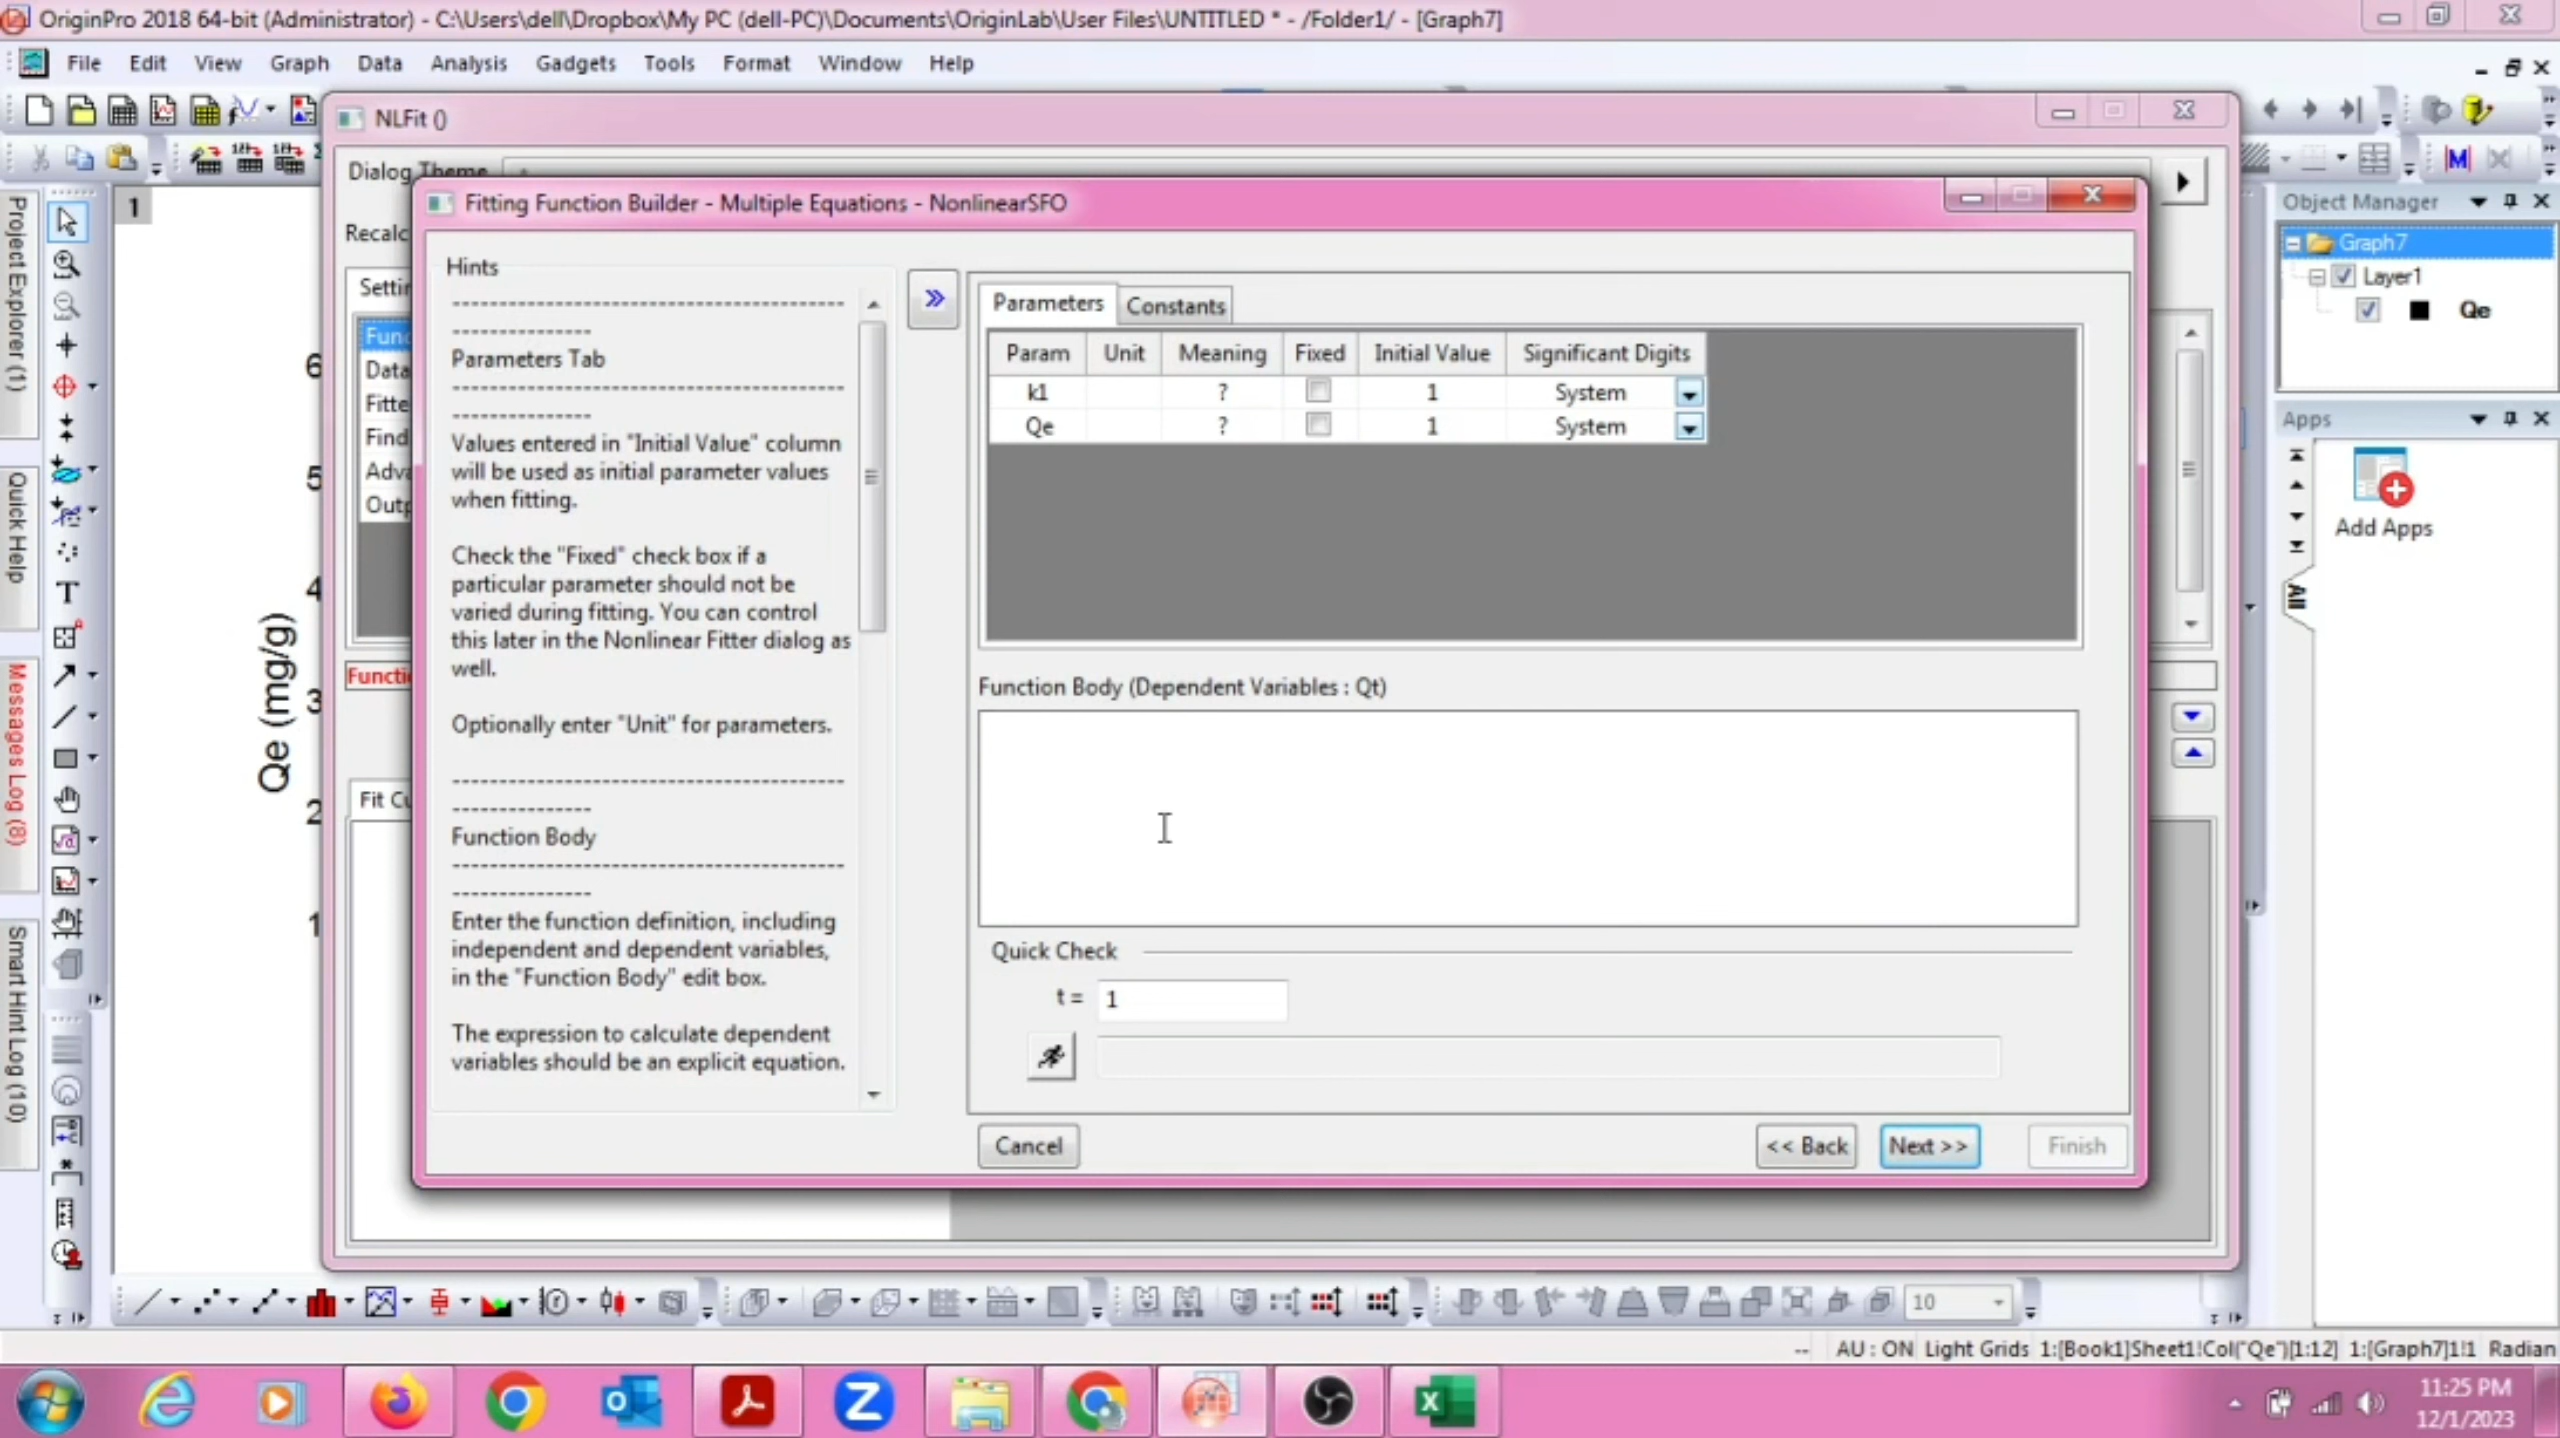 OriginPro 2018 64-bit (Administrator) - C:\Users\dell\Dropbox\My PC (dell-PC)\Documents\OriginLab\User Files\UNTITLED * - /Folder1/ - [Graph7]
File Edit View Graph Data Analysis Gadgets Tools Format Window Help
NLFit ()
Dialog Theme
Recalc
Fitting Function Builder - Multiple Equations - NonlinearSFO
Hints
Parameters Tab
Values entered in "Initial Value" column
will be used as initial parameter values
when fitting.
Check the "Fixed" check box if a
particular parameter should not be
varied during fitting. You can control
this later in the Nonlinear Fitter dialog as
well.
Optionally enter "Unit" for parameters.
Function Body
Enter the function definition, including
independent and dependent variables,
in the "Function Body" edit box.
The expression to calculate dependent
variables should be an explicit equation.
Parameters Constants
Param Unit Meaning Fixed Initial Value Significant Digits
k1 ? 1 System
Qe ? 1 System
Function Body (Dependent Variables : Qt)
Quick Check
t = 1
Cancel << Back Next >> Finish
Settin
Func
Data
Fitte
Find
Adva
Outp
Functi
Fit Cu
Project Explorer (1)
Quick Help
Messages Log (8)
Smart Hint Log (10)
1
Qe (mg/g)
6
5
4
3
2
1
Object Manager
Graph7
Layer1
Qe
Apps
Add Apps
All
10
-- AU : ON Light Grids 1:[Book1]Sheet1!Col("Qe")[1:12] 1:[Graph7]1!1 Radian
11:25 PM
12/1/2023